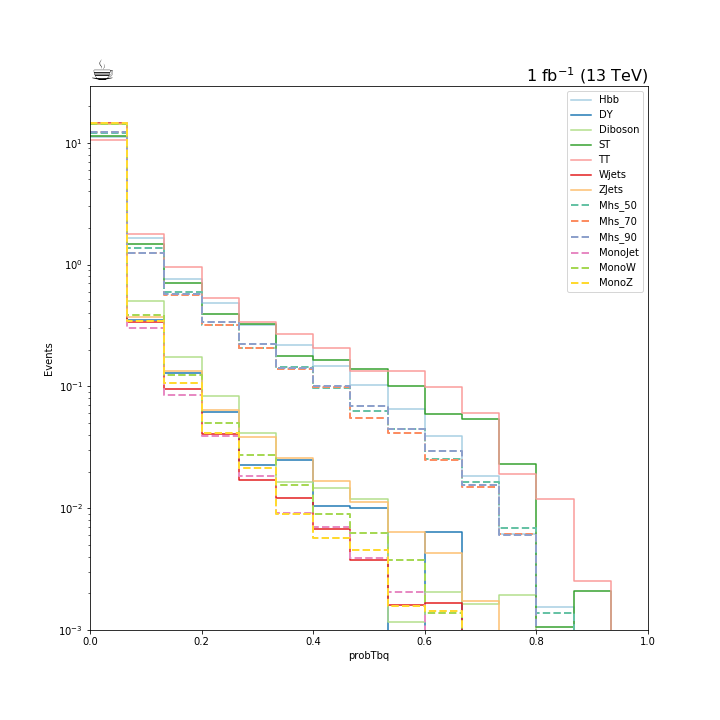 1 fb⁻¹ (13 TeV)
Hbb
DY
Diboson
ST
TT
Wjets
ZJets
Mhs_50
Mhs_70
Mhs_90
MonoJet
MonoW
MonoZ
Events
10¹
10⁰
10⁻¹
10⁻²
10⁻³
0.0 0.2 0.4 0.6 0.8 1.0
probTbq